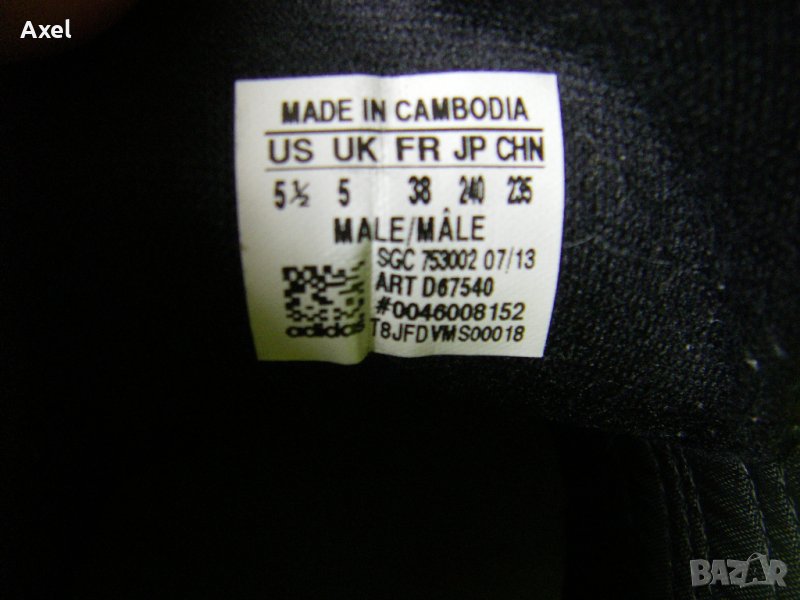 Axel
MADE IN CAMBODIA
US UK FR JP CHN
5½ 5 38 240 235
MALE/MÂLE
SGC 753002 07/13
ART D67540
#0046008152
adidas T8JFDVMS00018
BAZAR